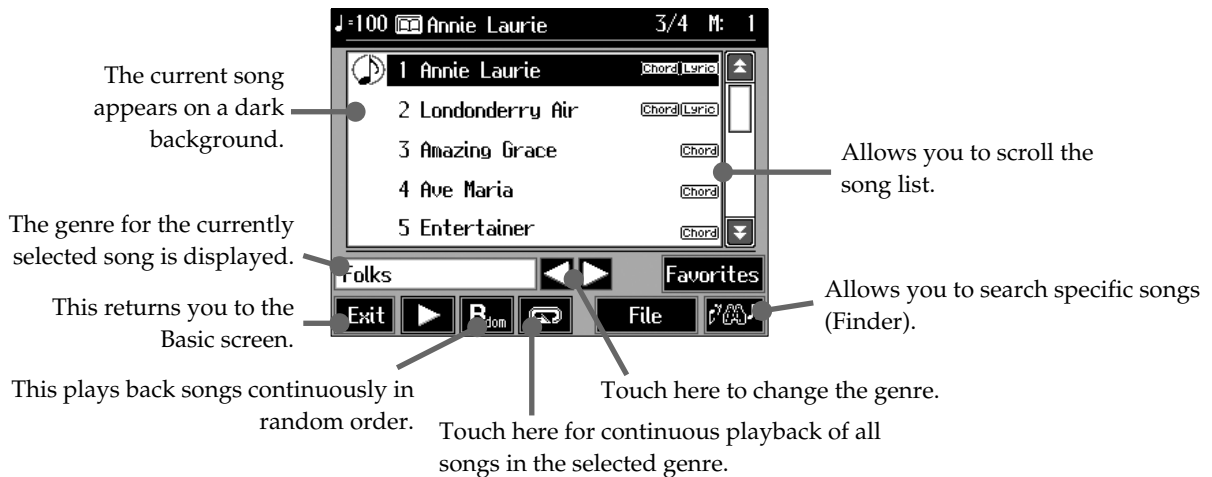 ♩=100 Annie Laurie 3/4 M: 1
1 Annie Laurie Chord Lyric
2 Londonderry Air Chord Lyric
3 Amazing Grace Chord
4 Ave Maria Chord
5 Entertainer Chord
Folks Favorites
Exit Rdom File
The current song
appears on a dark
background.
The genre for the currently
selected song is displayed.
This returns you to the
Basic screen.
This plays back songs continuously in
random order.
Touch here for continuous playback of all
songs in the selected genre.
Touch here to change the genre.
Allows you to scroll the
song list.
Allows you to search specific songs
(Finder).